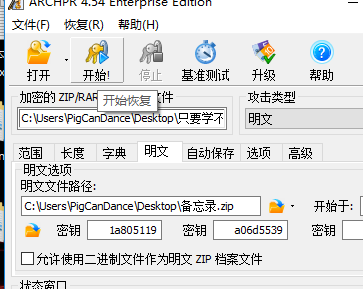 ARCHPR 4.54 Enterprise Edition
文件(F) 恢复(R) 帮助(H)
打开 开始! 停止 基准测试 升级 帮助
加密的 ZIP/RAR 文件 攻击类型
开始恢复
C:\Users\PigCanDance\Desktop\只要学不 明文
范围 长度 字典 明文 自动保存 选项 高级
明文选项
明文文件路径:
C:\Users\PigCanDance\Desktop\备忘录.zip 开始于:
密钥 1a805119 密钥 a06d5539 密钥
允许使用二进制文件作为明文 ZIP 档案文件
状态窗口